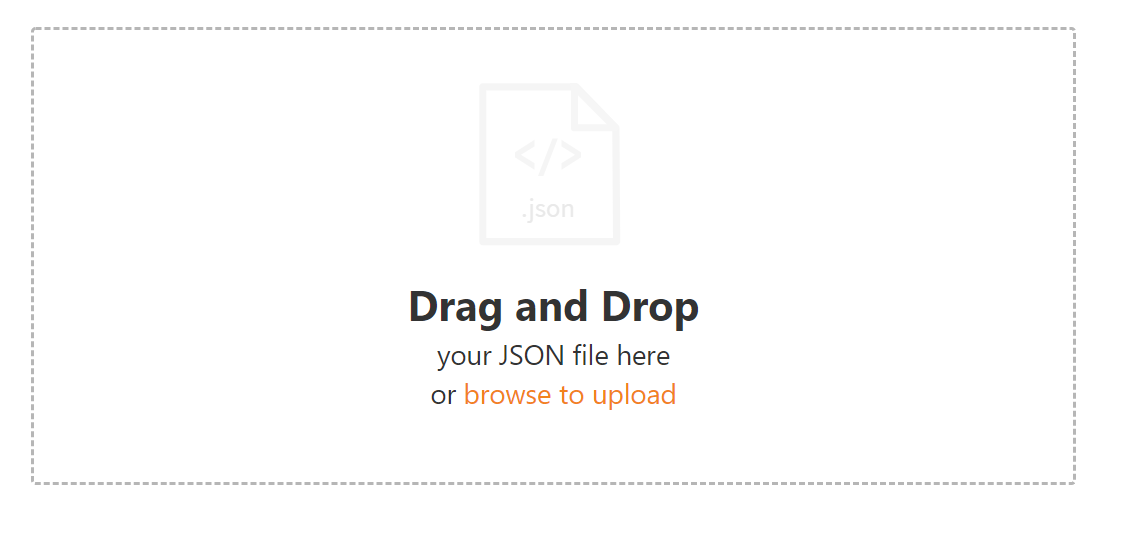 </>
.json
Drag and Drop
your JSON file here
or browse to upload